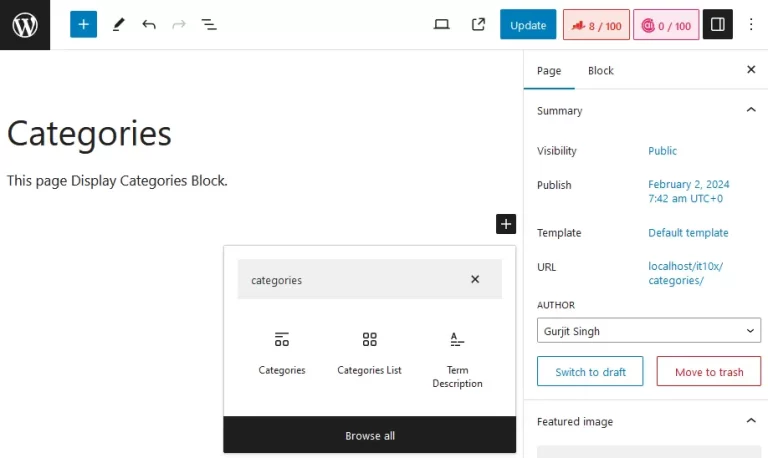 Update 8 / 100 0 / 100
Page Block
Summary
Categories
Visibility Public
This page Display Categories Block.
Publish February 2, 2024
7:42 am UTC+0
Template Default template
URL localhost/it10x/
categories/
categories
AUTHOR
Gurjit Singh
Categories Categories List Term
Description
Switch to draft Move to trash
Featured image
Browse all